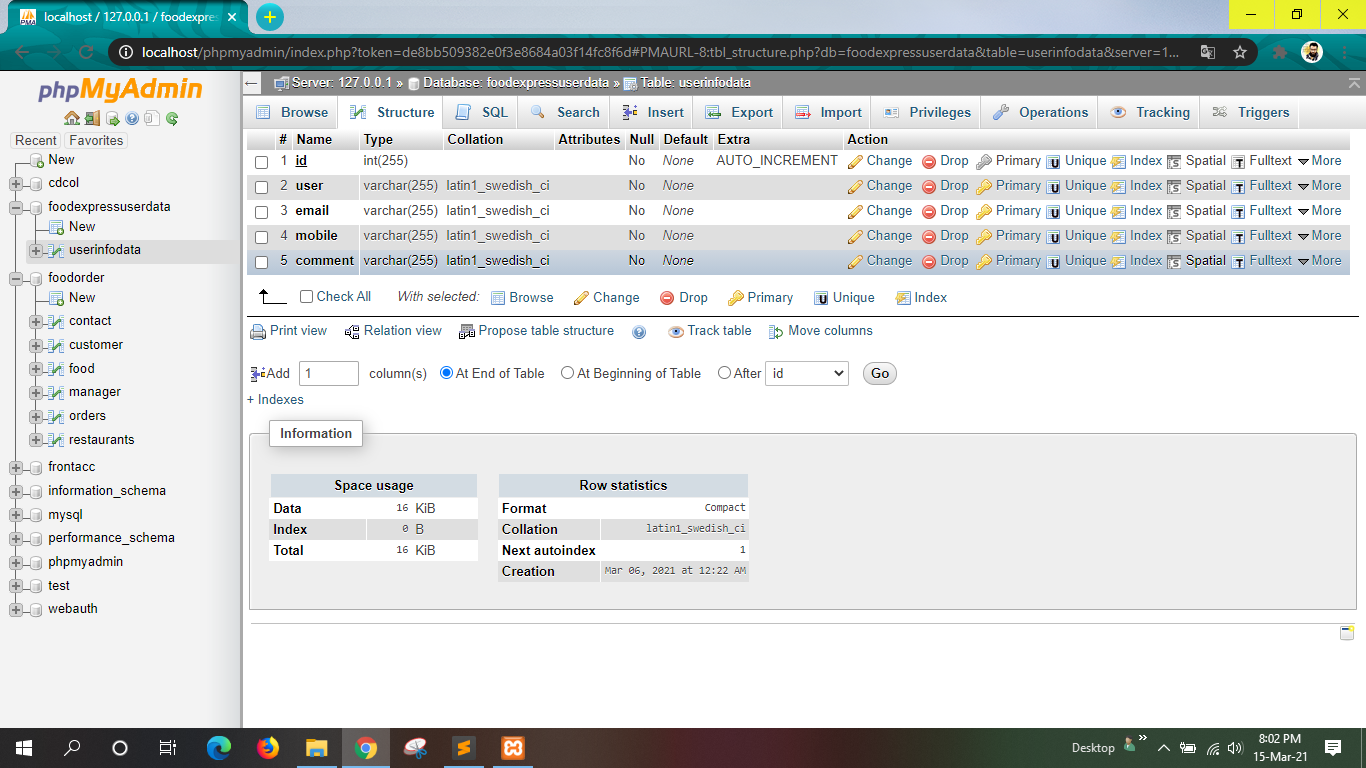 localhost / 127.0.0.1 / foodexpres
localhost/phpmyadmin/index.php?token=de8bb509382e0f3e8684a03f14fc8f6d#PMAURL-8:tbl_structure.php?db=foodexpressuserdata&table=userinfodata&server=1...
phpMyAdmin
Recent Favorites
New
cdcol
foodexpressuserdata
New
userinfodata
foodorder
New
contact
customer
food
manager
orders
restaurants
frontacc
information_schema
mysql
performance_schema
phpmyadmin
test
webauth
Server: 127.0.0.1 » Database: foodexpressuserdata » Table: userinfodata
Browse Structure SQL Search Insert Export Import Privileges Operations Tracking Triggers
# Name Type Collation Attributes Null Default Extra Action
1 id int(255) No None AUTO_INCREMENT Change Drop Primary Unique Index Spatial Fulltext More
2 user varchar(255) latin1_swedish_ci No None Change Drop Primary Unique Index Spatial Fulltext More
3 email varchar(255) latin1_swedish_ci No None Change Drop Primary Unique Index Spatial Fulltext More
4 mobile varchar(255) latin1_swedish_ci No None Change Drop Primary Unique Index Spatial Fulltext More
5 comment varchar(255) latin1_swedish_ci No None Change Drop Primary Unique Index Spatial Fulltext More
Check All With selected: Browse Change Drop Primary Unique Index
Print view Relation view Propose table structure Track table Move columns
Add 1 column(s) At End of Table At Beginning of Table After id Go
+ Indexes
Information
Space usage
Data 16 KiB
Index 0 B
Total 16 KiB
Row statistics
Format Compact
Collation latin1_swedish_ci
Next autoindex 1
Creation Mar 06, 2021 at 12:22 AM
Desktop
8:02 PM
15-Mar-21